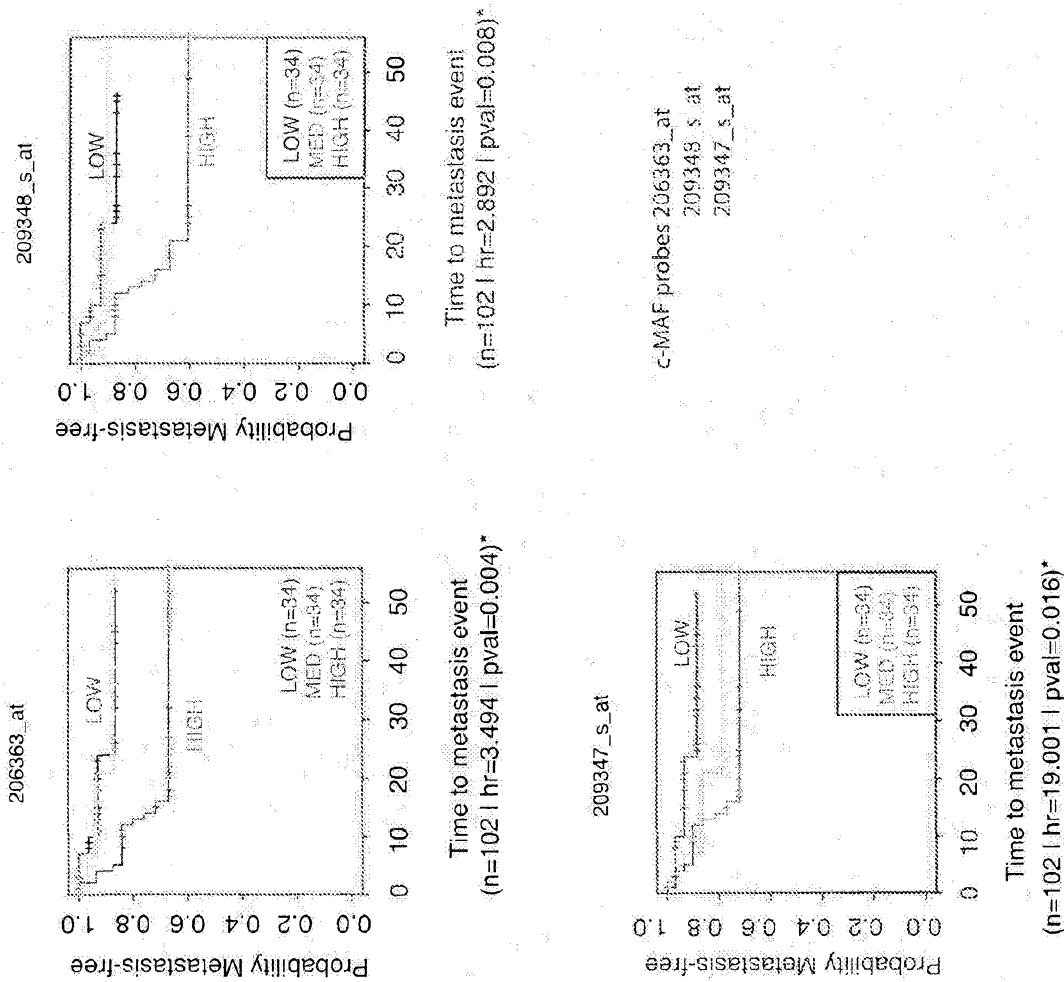 206363_at
Probability Metastasis-free
1.0
0.8
0.6
0.4
0.2
0.0
LOW
HIGH
LOW (n=34)
MED (n=34)
HIGH (n=34)
0 10 20 30 40 50
Time to metastasis event
(n=102 | hr=3.494 | pval=0.004)*
209348_s_at
Probability Metastasis-free
1.0
0.8
0.6
0.4
0.2
0.0
LOW
HIGH
LOW (n=34)
MED (n=34)
HIGH (n=34)
0 10 20 30 40 50
Time to metastasis event
(n=102 | hr=2.892 | pval=0.008)*
209347_s_at
Probability Metastasis-free
1.0
0.8
0.6
0.4
0.2
0.0
LOW
HIGH
LOW (n=34)
MED (n=34)
HIGH (n=34)
0 10 20 30 40 50
Time to metastasis event
(n=102 | hr=19.001 | pval=0.016)*
c-MAF probes 206363_at
209348_s_at
209347_s_at